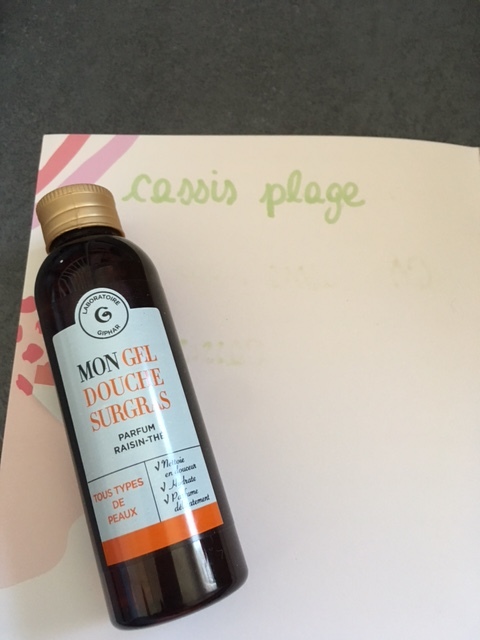 cassis plage
LABORATOIRE
GIPHAR
MON GEL
DOUCHE
SURGRAS
PARFUM
RAISIN-THÉ
TOUS TYPES
DE
PEAUX
√ Nettoie
en douceur
√ Hydrate
√ Parfume
délicatement